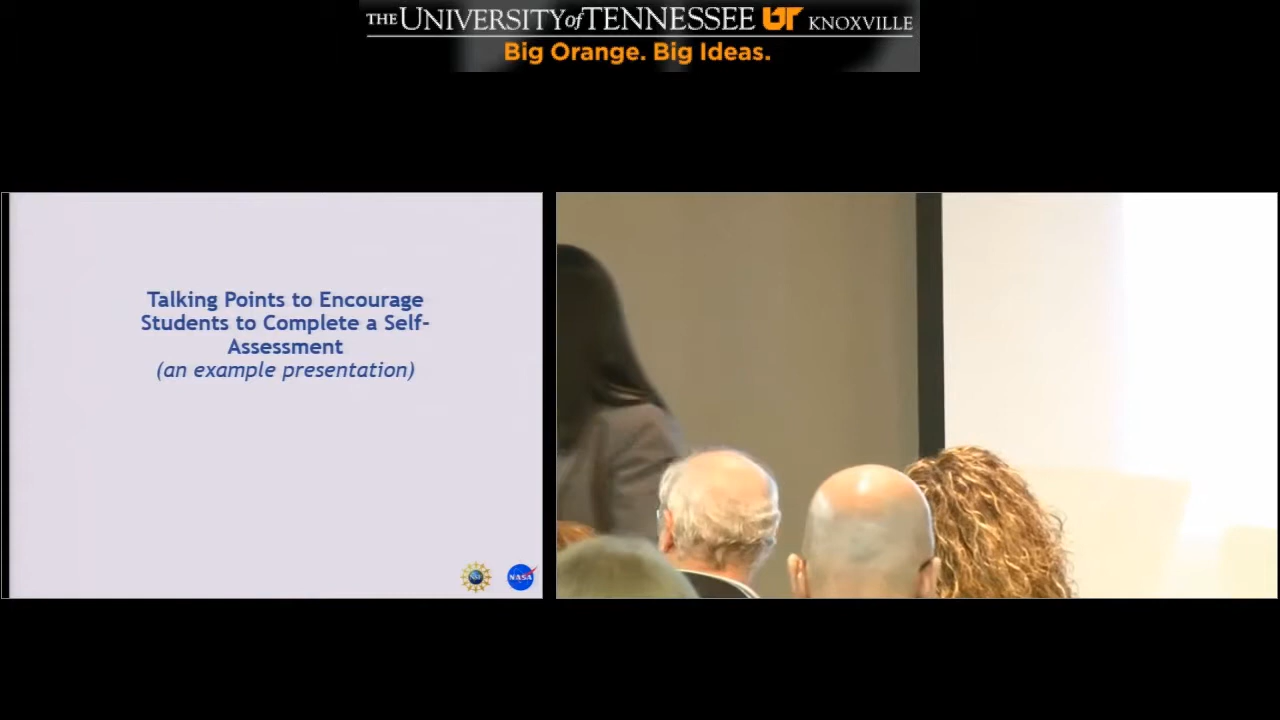 THE UNIVERSITY of TENNESSEE UT KNOXVILLE
Big Orange. Big Ideas.
Talking Points to Encourage
Students to Complete a Self-
Assessment
(an example presentation)
NSF
NASA